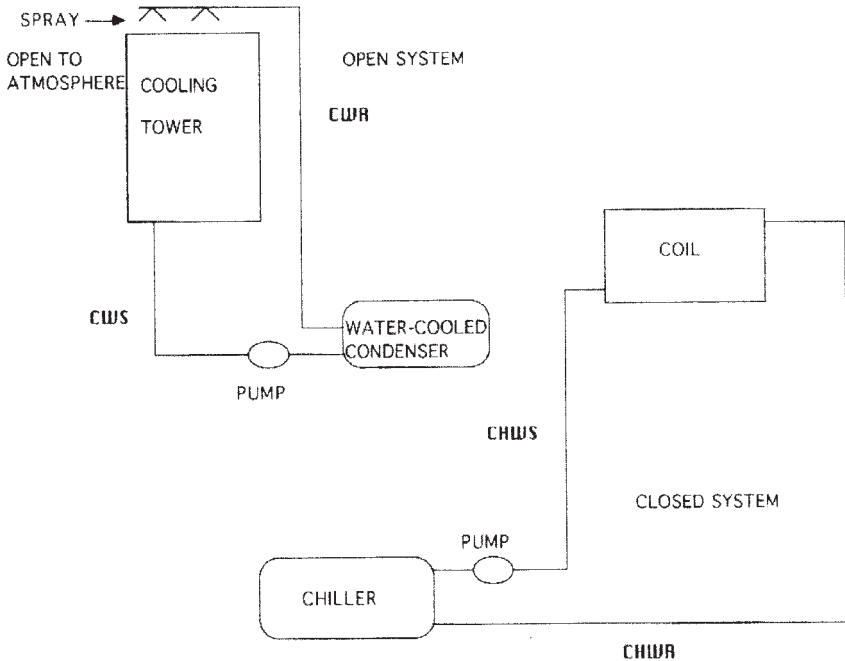 SPRAY
OPEN TO
ATMOSPHERE
COOLING
TOWER
OPEN SYSTEM
CWR
COIL
CWS
WATER-COOLED
CONDENSER
PUMP
CHWS
CLOSED SYSTEM
PUMP
CHILLER
CHWR